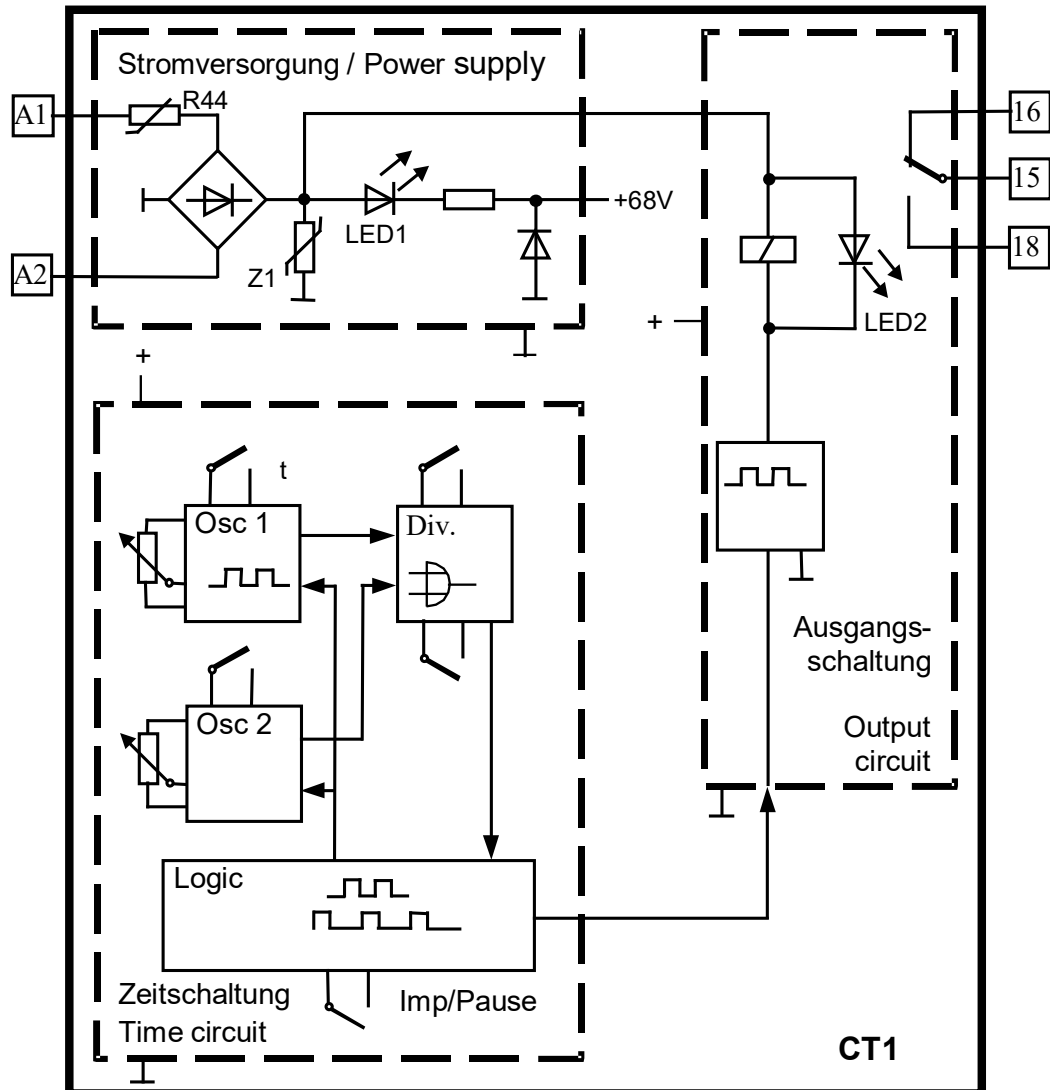 Stromversorgung / Power supply
A1
R44
16
15
+68V
LED1
18
A2
Z1
LED2
+
+
t
Osc 1
Div.
Ausgangs-
schaltung
Osc 2
Output
circuit
Logic
Zeitschaltung
Imp/Pause
Time circuit
CT1